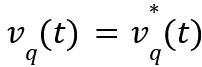 v_q(t) = v_q^*(t)